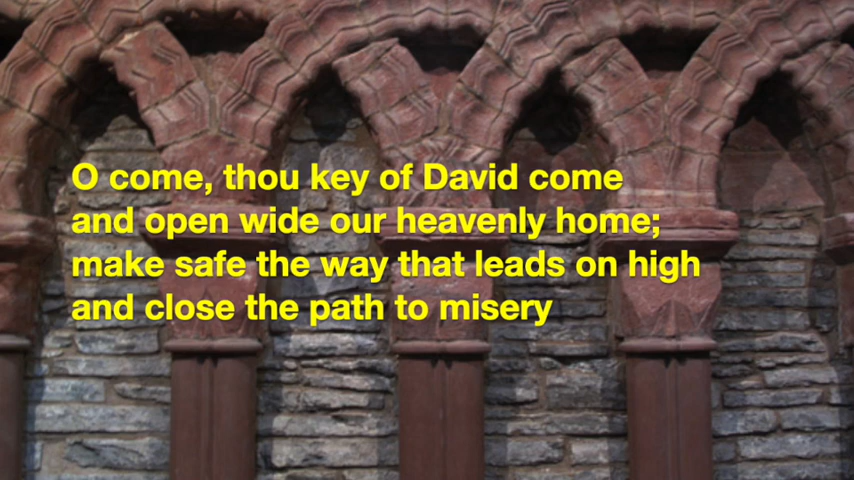 O come, thou key of David come
and open wide our heavenly home;
make safe the way that leads on high
and close the path to misery